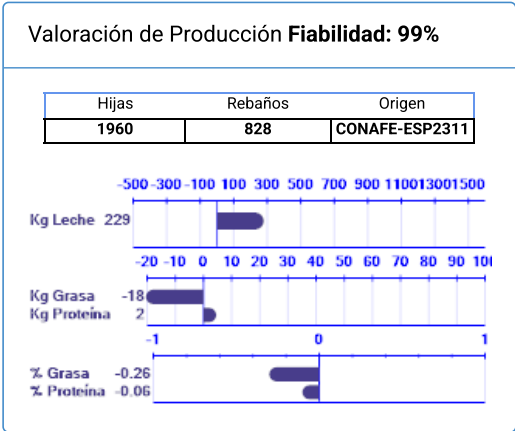 Valoración de Producción Fiabilidad: 99%
Hijas Rebaños Origen
1960 828 CONAFE-ESP2311
-500 -300 -100 100 300 500 700 900 1100 1300 1500
Kg Leche 229
-20 -10 0 10 20 30 40 50 60 70 80 90 10
Kg Grasa -18
Kg Proteína 2
-1 0 1
% Grasa -0.26
% Proteína -0.06